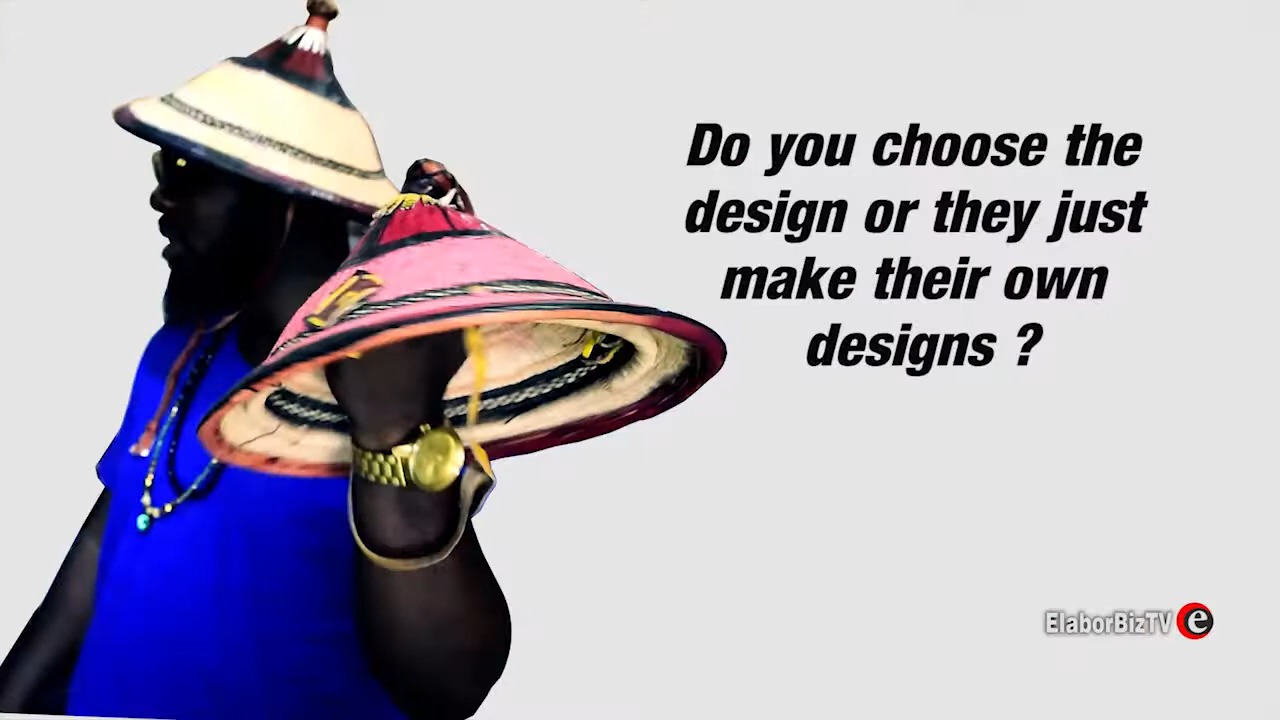 Do you choose the
design or they just
make their own
designs ?
ElaborBizTV e